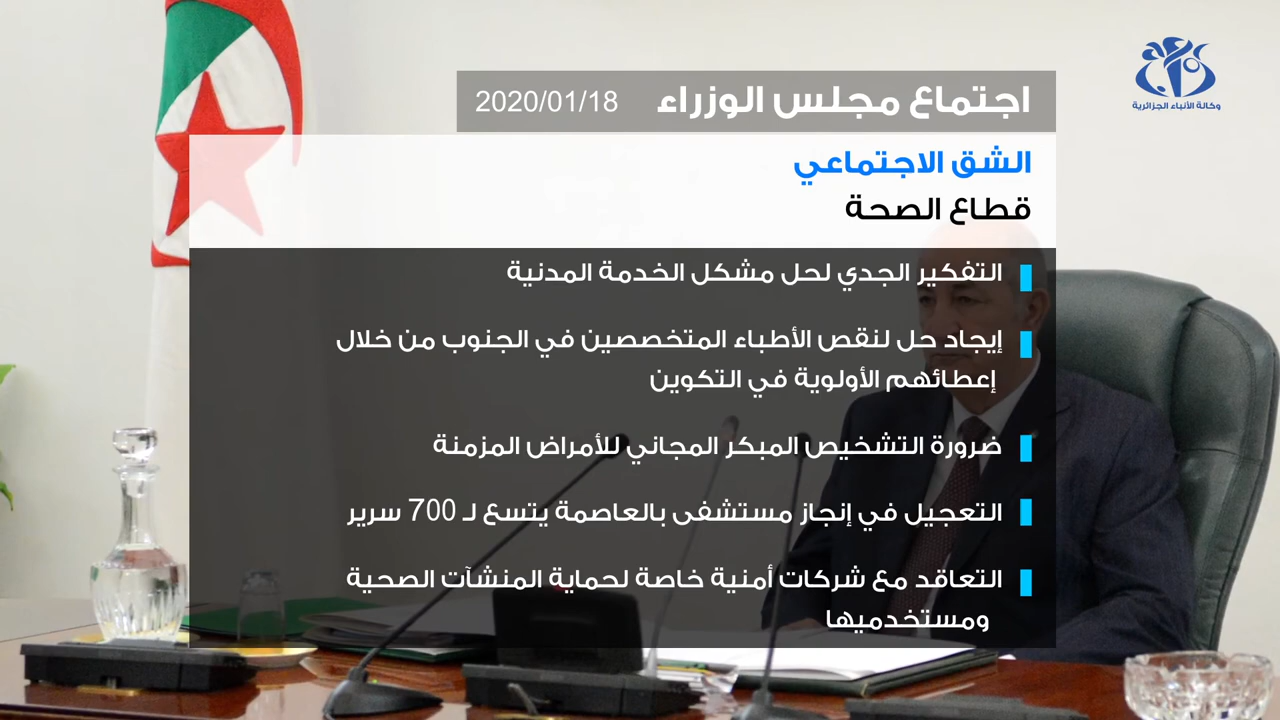 وكالة الأنباء الجزائرية
اجتماع مجلس الوزراء 2020/01/18
الشق الاجتماعي
قطاع الصحة
التفكير الجدي لحل مشكل الخدمة المدنية
إيجاد حل لنقص الأطباء المتخصصين في الجنوب من خلال
إعطائهم الأولوية في التكوين
ضرورة التشخيص المبكر المجاني للأمراض المزمنة
التعجيل في إنجاز مستشفى بالعاصمة يتسع لـ 700 سرير
التعاقد مع شركات أمنية خاصة لحماية المنشآت الصحية
ومستخدميها